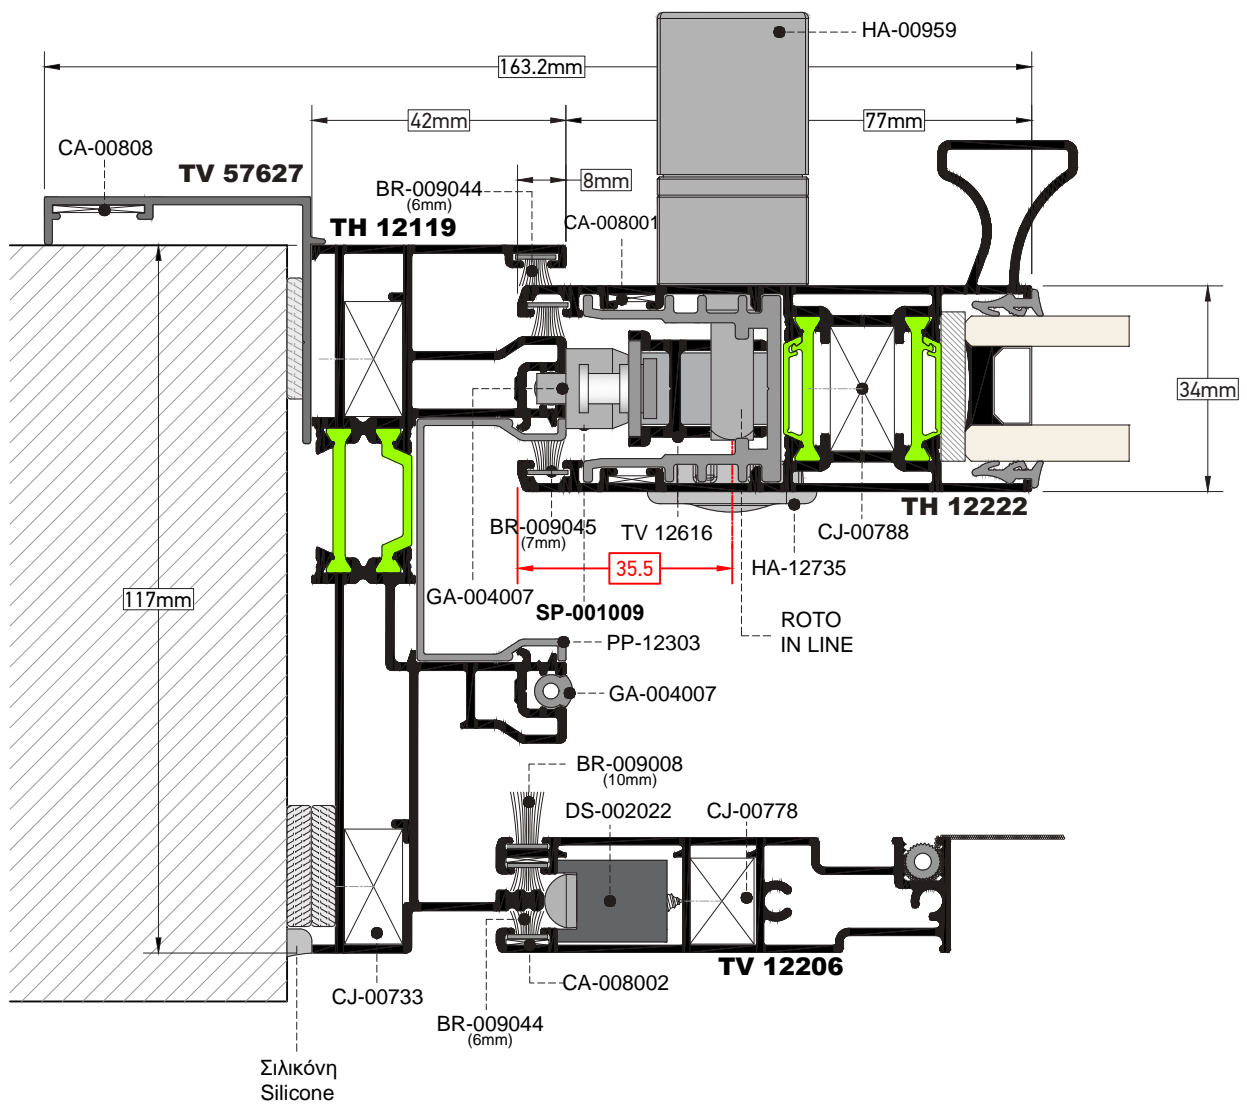 HA-00959
163.2mm
42mm
77mm
CA-00808
TV 57627
BR-009044
(6mm)
8mm
TH 12119
CA-008001
34mm
GA-004007
BR-009045
(7mm)
TV 12616
CJ-00788
TH 12222
35.5
HA-12735
117mm
SP-001009
ROTO
IN LINE
PP-12303
GA-004007
BR-009008
(10mm)
DS-002022
CJ-00778
TV 12206
CA-008002
CJ-00733
BR-009044
(6mm)
Σιλικόνη
Silicone